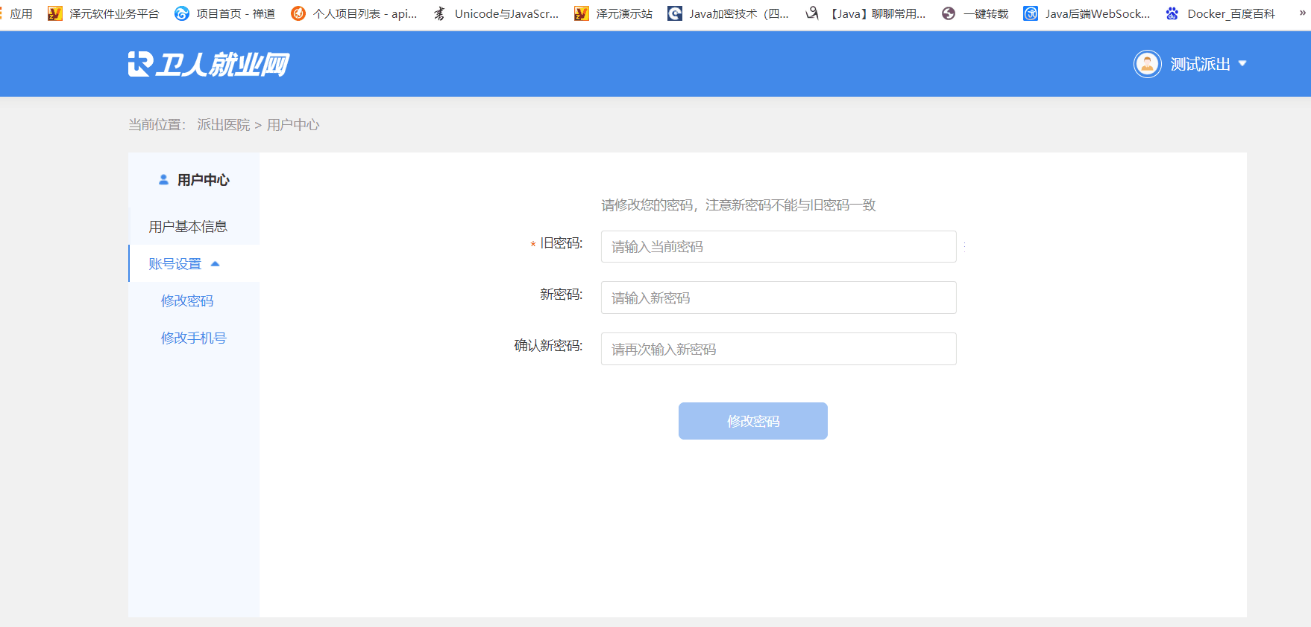 应用 泽元软件业务平台 项目首页 - 禅道 个人项目列表 - api... Unicode与JavaScr... 泽元演示站 Java加密技术（四... 【Java】聊聊常用... 一键转载 Java后端WebSock... Docker_百度百科 »
卫人就业网 测试派出
当前位置： 派出医院 > 用户中心
用户中心
用户基本信息
账号设置
修改密码
修改手机号
请修改您的密码，注意新密码不能与旧密码一致
* 旧密码: 请输入当前密码 :
新密码: 请输入新密码
确认新密码: 请再次输入新密码
修改密码